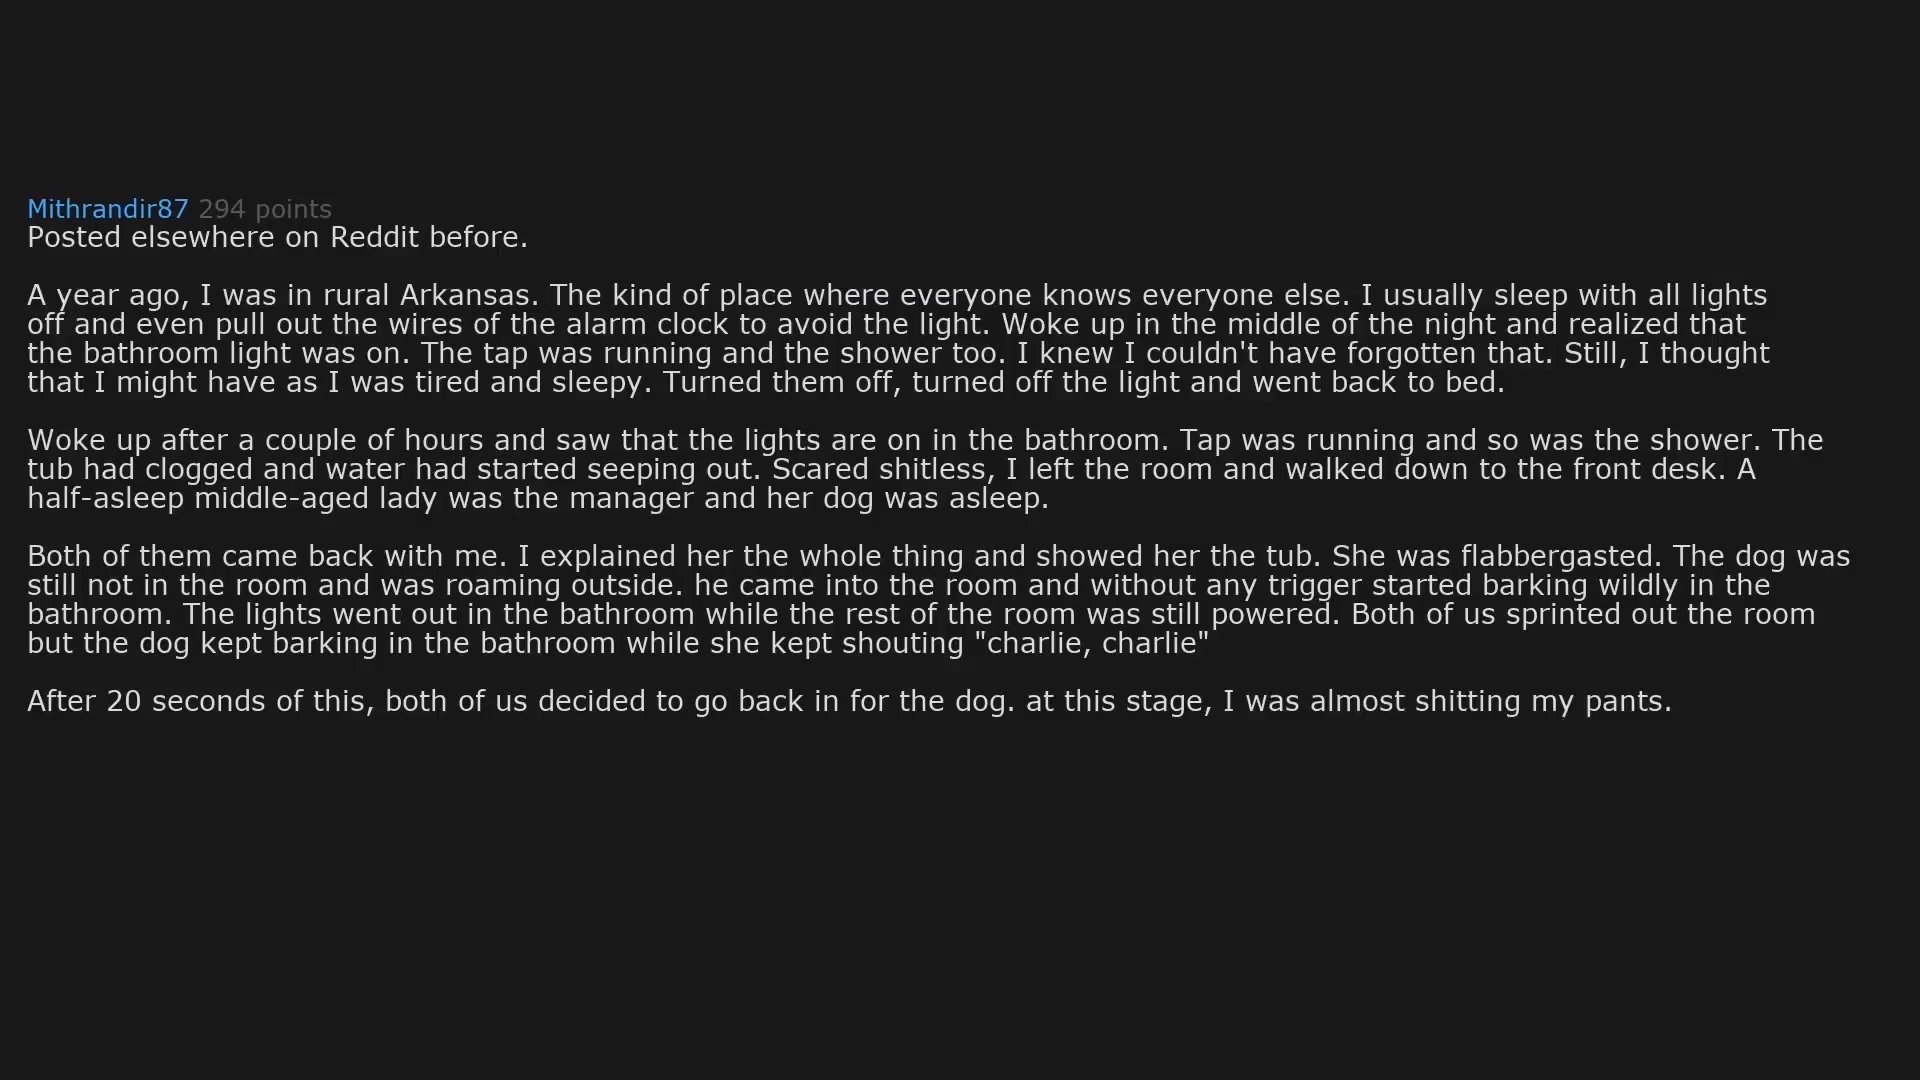 Mithrandir87 294 points
Posted elsewhere on Reddit before.
A year ago, I was in rural Arkansas. The kind of place where everyone knows everyone else. I usually sleep with all lights
off and even pull out the wires of the alarm clock to avoid the light. Woke up in the middle of the night and realized that
the bathroom light was on. The tap was running and the shower too. I knew I couldn't have forgotten that. Still, I thought
that I might have as I was tired and sleepy. Turned them off, turned off the light and went back to bed.
Woke up after a couple of hours and saw that the lights are on in the bathroom. Tap was running and so was the shower. The
tub had clogged and water had started seeping out. Scared shitless, I left the room and walked down to the front desk. A
half-asleep middle-aged lady was the manager and her dog was asleep.
Both of them came back with me. I explained her the whole thing and showed her the tub. She was flabbergasted. The dog was
still not in the room and was roaming outside. he came into the room and without any trigger started barking wildly in the
bathroom. The lights went out in the bathroom while the rest of the room was still powered. Both of us sprinted out the room
but the dog kept barking in the bathroom while she kept shouting "charlie, charlie"
After 20 seconds of this, both of us decided to go back in for the dog. at this stage, I was almost shitting my pants.